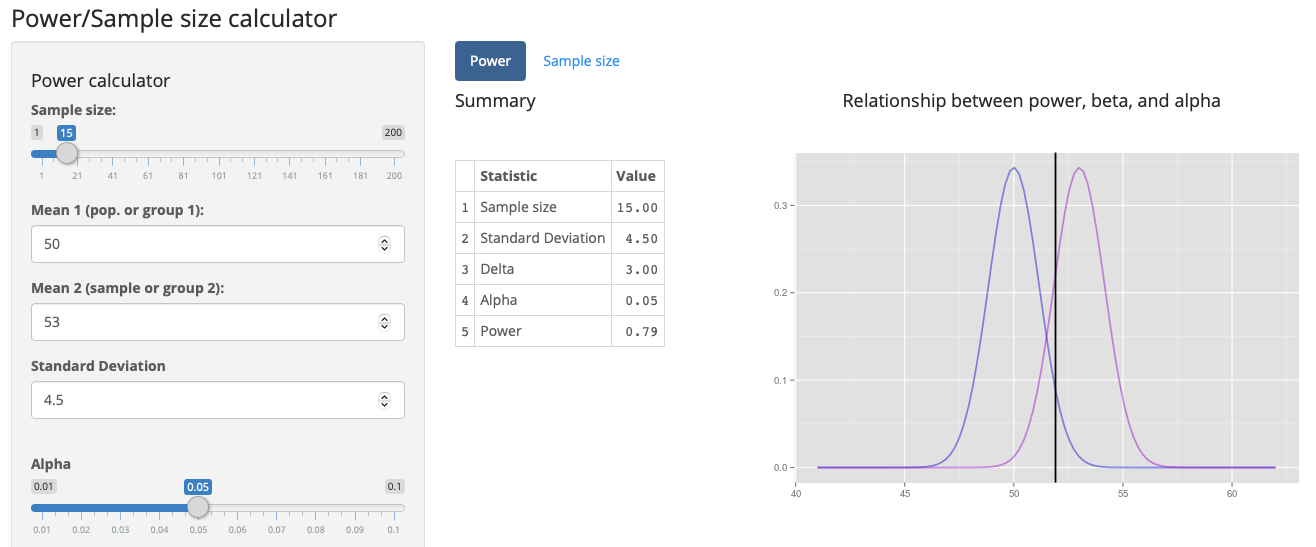 Power/Sample size calculator
Power calculator
Sample size:
1 15 200
1 21 41 61 81 101 121 141 161 181 200
Mean 1 (pop. or group 1):
50
Mean 2 (sample or group 2):
53
Standard Deviation
4.5
Alpha
0.01 0.05 0.1
0.01 0.02 0.03 0.04 0.05 0.06 0.07 0.08 0.09 0.1
Power Sample size
Summary
Statistic Value
1 Sample size 15.00
2 Standard Deviation 4.50
3 Delta 3.00
4 Alpha 0.05
5 Power 0.79
Relationship between power, beta, and alpha
0.3
0.2
0.1
0.0
40 45 50 55 60